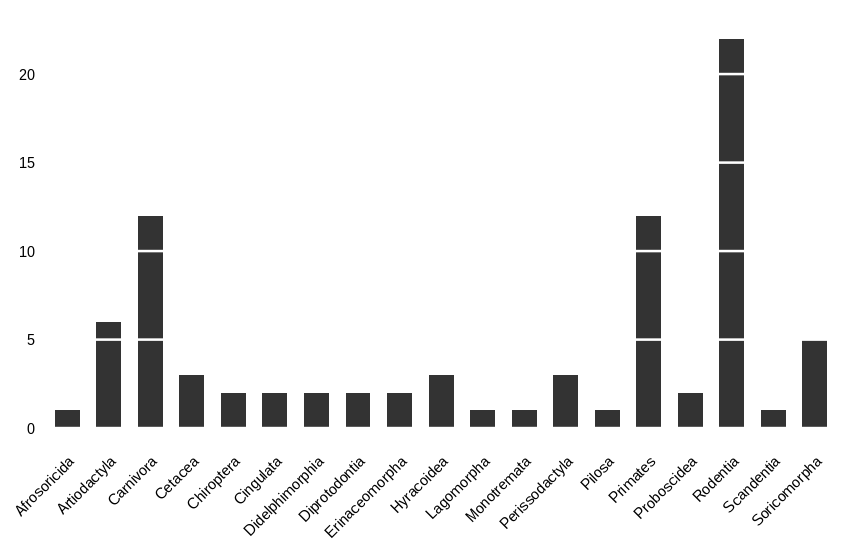 20
15
10
5
0
Afrosoricida
Artiodactyla
Carnivora
Cetacea
Chiroptera
Cingulata
Didelphimorphia
Diprotodontia
Erinaceomorpha
Hyracoidea
Lagomorpha
Monotremata
Perissodactyla
Pilosa
Primates
Proboscidea
Rodentia
Scandentia
Soricomorpha